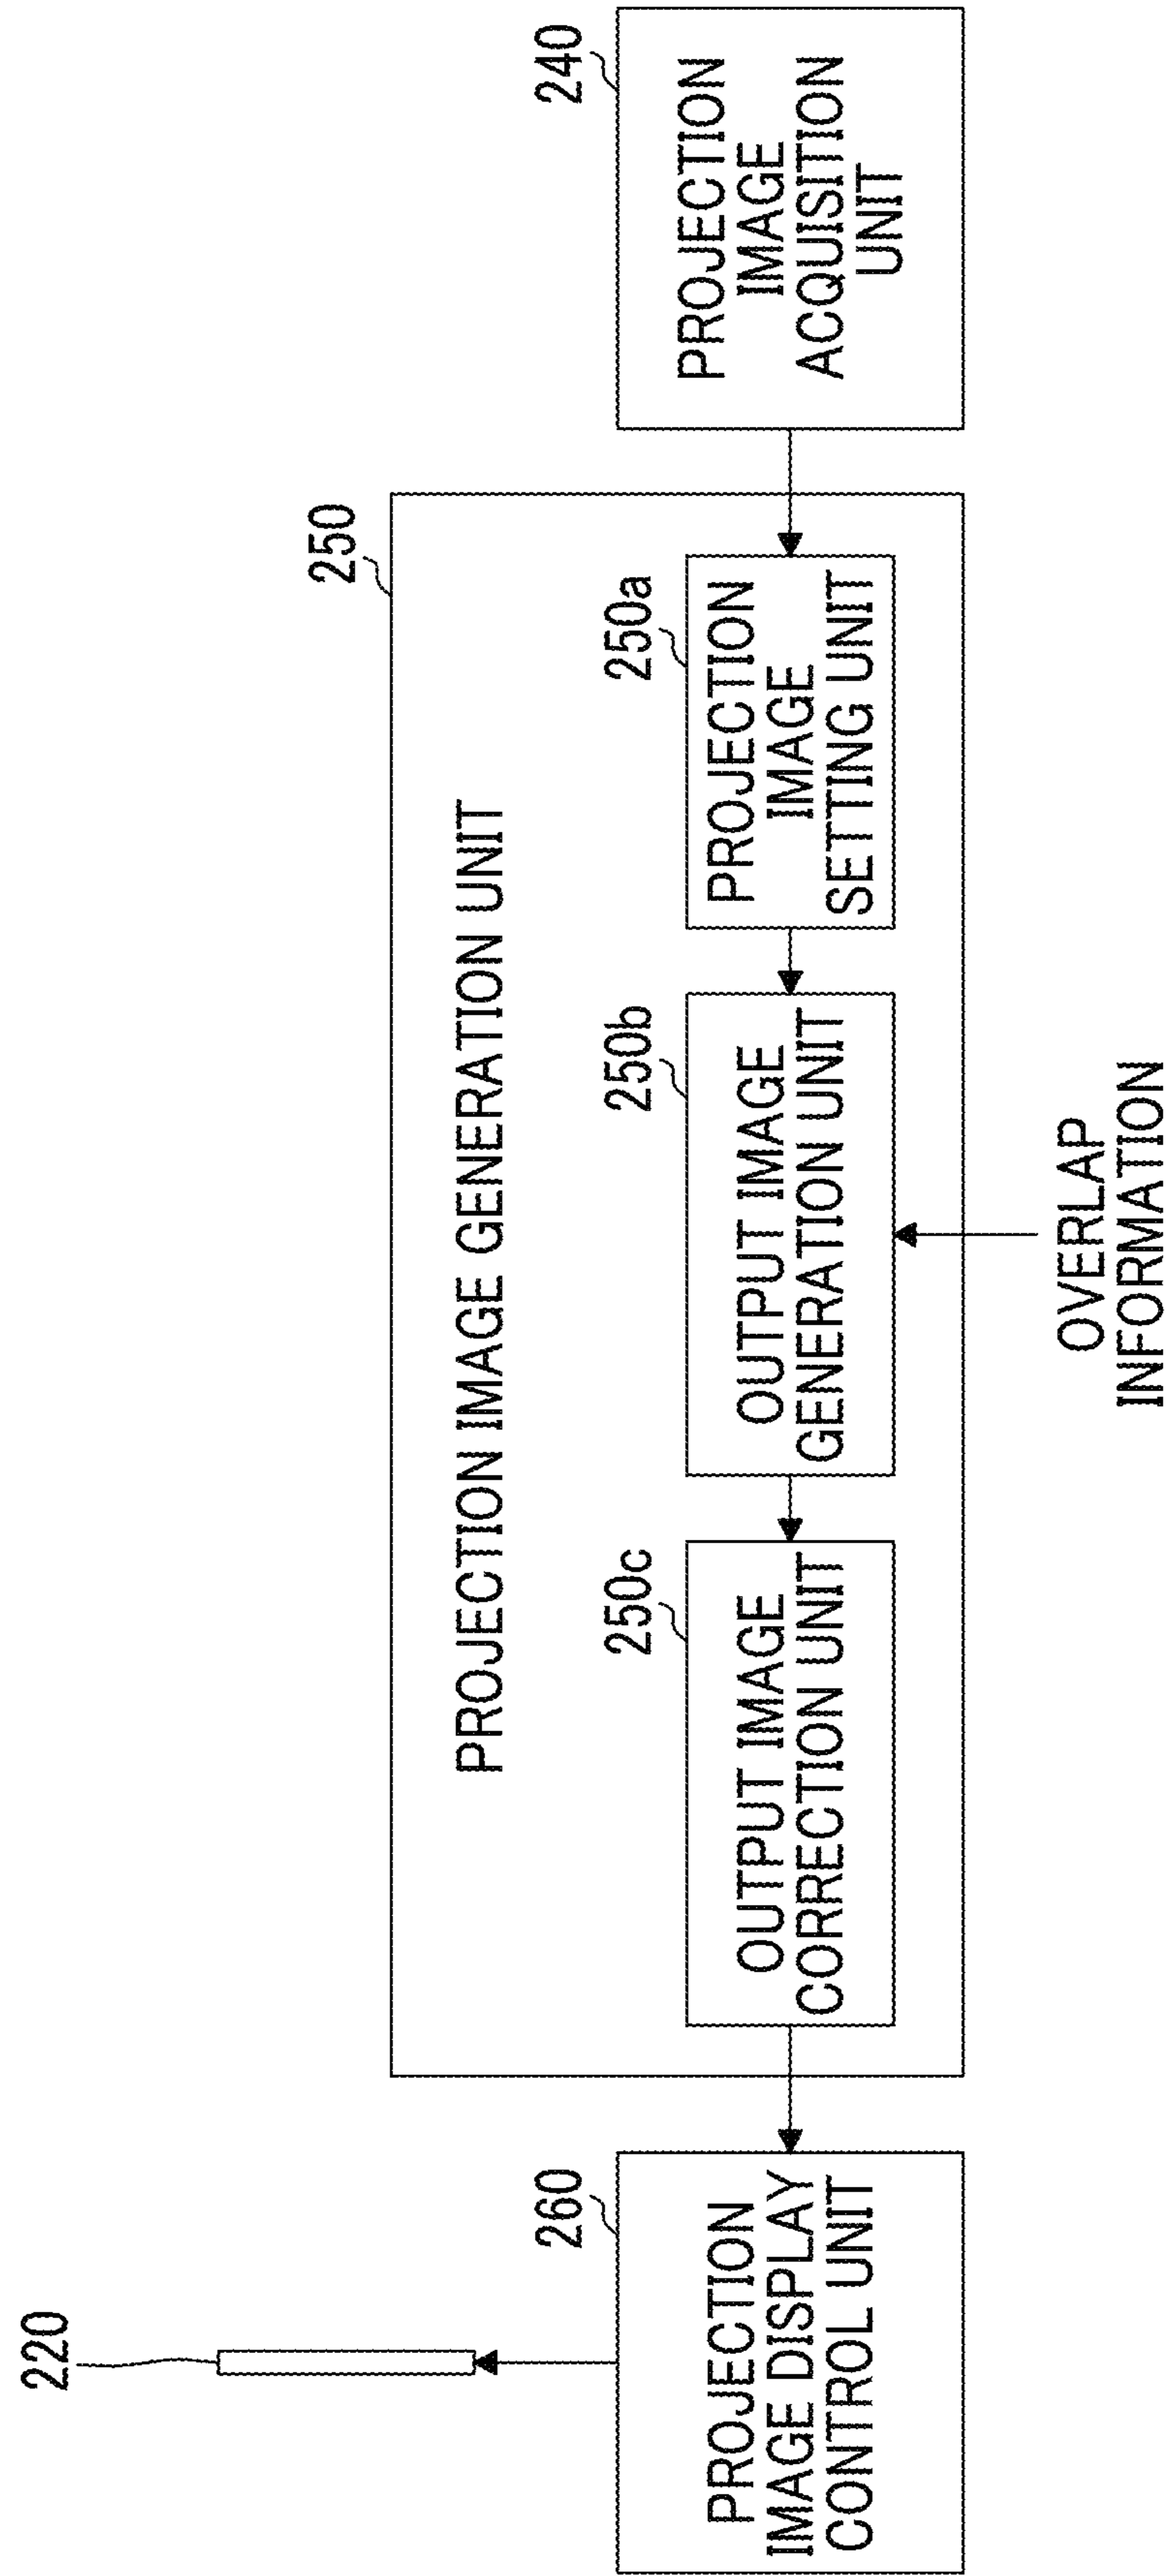 220
260
PROJECTION
IMAGE DISPLAY
CONTROL UNIT
250
PROJECTION IMAGE GENERATION UNIT
250c
OUTPUT IMAGE
CORRECTION UNIT
250b
OUTPUT IMAGE
GENERATION UNIT
250a
PROJECTION
IMAGE
SETTING UNIT
OVERLAP
INFORMATION
240
PROJECTION
IMAGE
ACQUISITION
UNIT